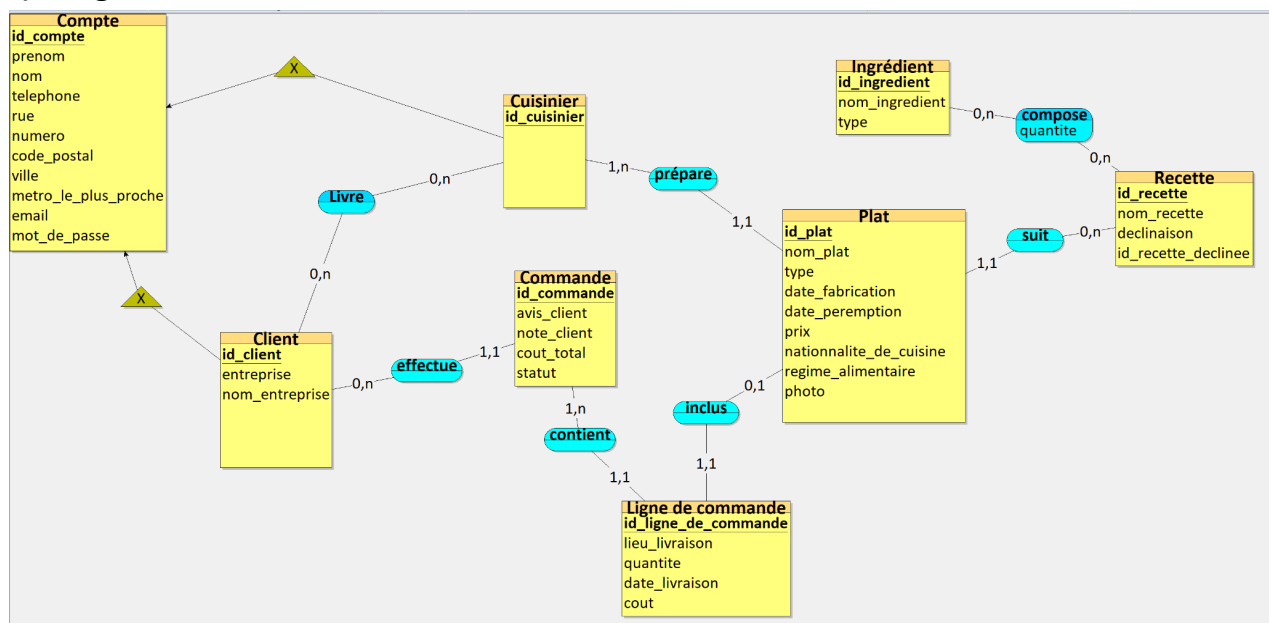 Compte
id_compte
prenom
nom
telephone
rue
numero
code_postal
ville
metro_le_plus_proche
email
mot_de_passe
X
Cuisinier
id_cuisinier
Ingrédient
id_ingredient
nom_ingredient
type
0,n
compose
quantite
0,n
Recette
id_recette
nom_recette
declinaison
id_recette_declinee
1,n
prépare
1,1
0,n
Livre
0,n
Plat
id_plat
nom_plat
type
date_fabrication
date_peremption
prix
nationnalite_de_cuisine
regime_alimentaire
photo
1,1
suit
0,n
X
Client
id_client
entreprise
nom_entreprise
0,n
effectue
1,1
Commande
id_commande
avis_client
note_client
cout_total
statut
1,n
contient
1,1
0,1
inclus
1,1
Ligne de commande
id_ligne_de_commande
lieu_livraison
quantite
date_livraison
cout